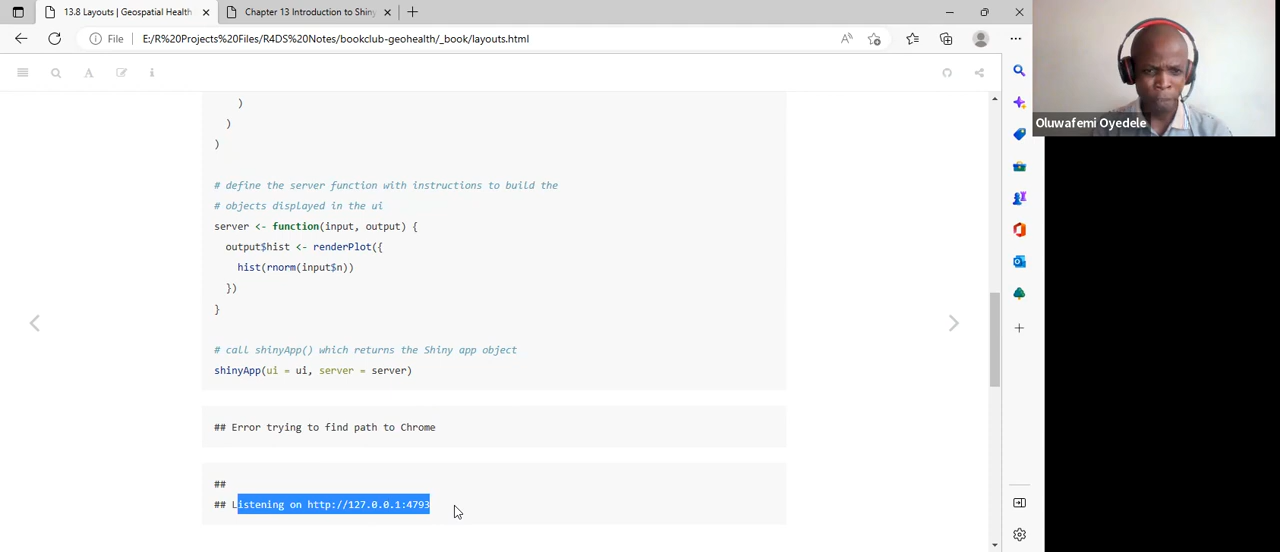 13.8 Layouts | Geospatial Health
Chapter 13 Introduction to Shiny
File
E:/R%20Projects%20Files/R4DS%20Notes/bookclub-geohealth/_book/layouts.html
Oluwafemi Oyedele
)
)
)
# define the server function with instructions to build the
# objects displayed in the ui
server <- function(input, output) {
output$hist <- renderPlot({
hist(rnorm(input$n))
})
}
# call shinyApp() which returns the Shiny app object
shinyApp(ui = ui, server = server)
## Error trying to find path to Chrome
##
## Listening on http://127.0.0.1:4793